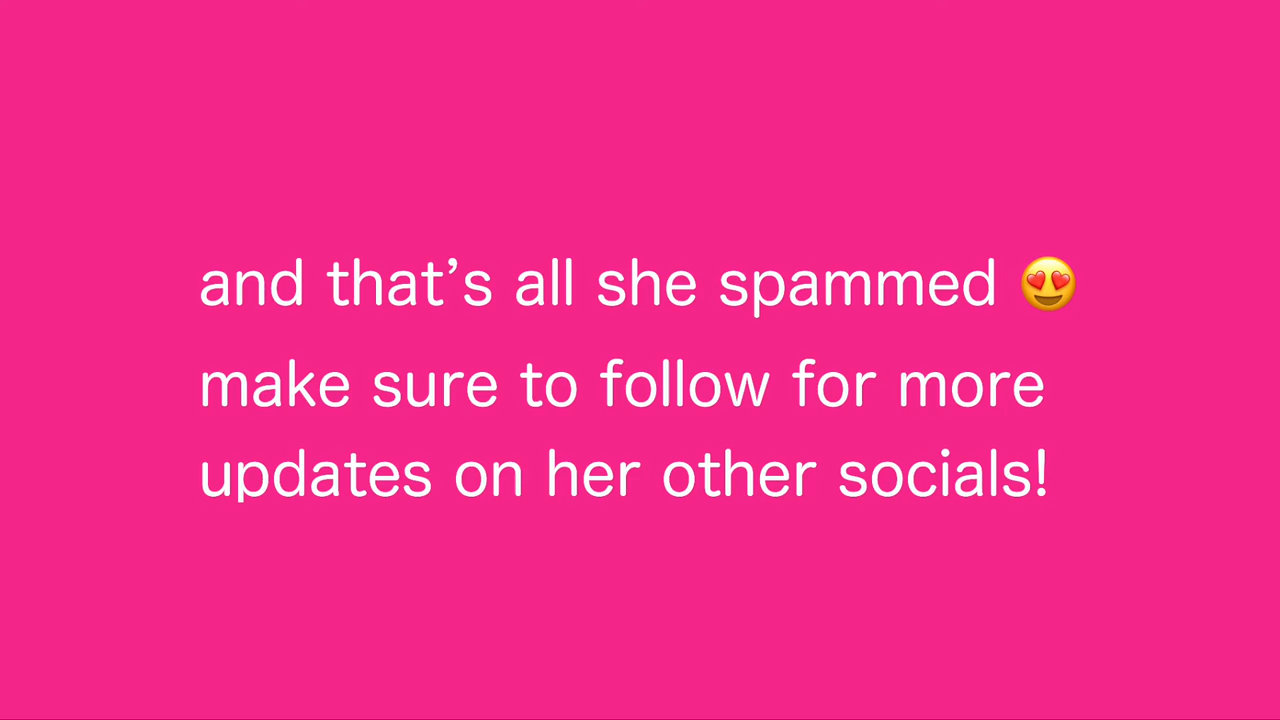 and that’s all she spammed 😍
make sure to follow for more
updates on her other socials!